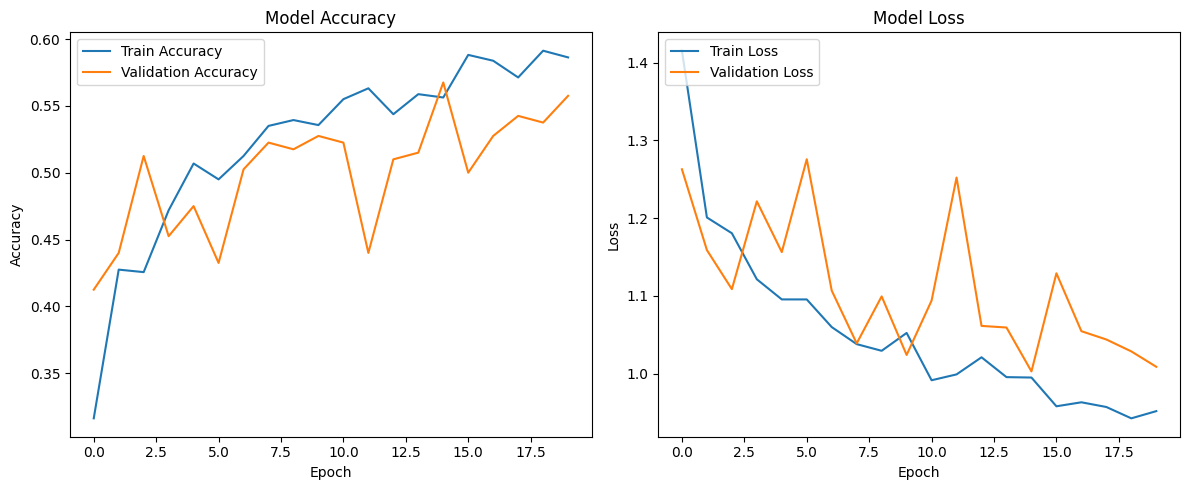 Model Accuracy
Train Accuracy
Validation Accuracy
Accuracy
0.60
0.55
0.50
0.45
0.40
0.35
0.0 2.5 5.0 7.5 10.0 12.5 15.0 17.5
Epoch
Model Loss
Train Loss
Validation Loss
Loss
1.4
1.3
1.2
1.1
1.0
0.0 2.5 5.0 7.5 10.0 12.5 15.0 17.5
Epoch